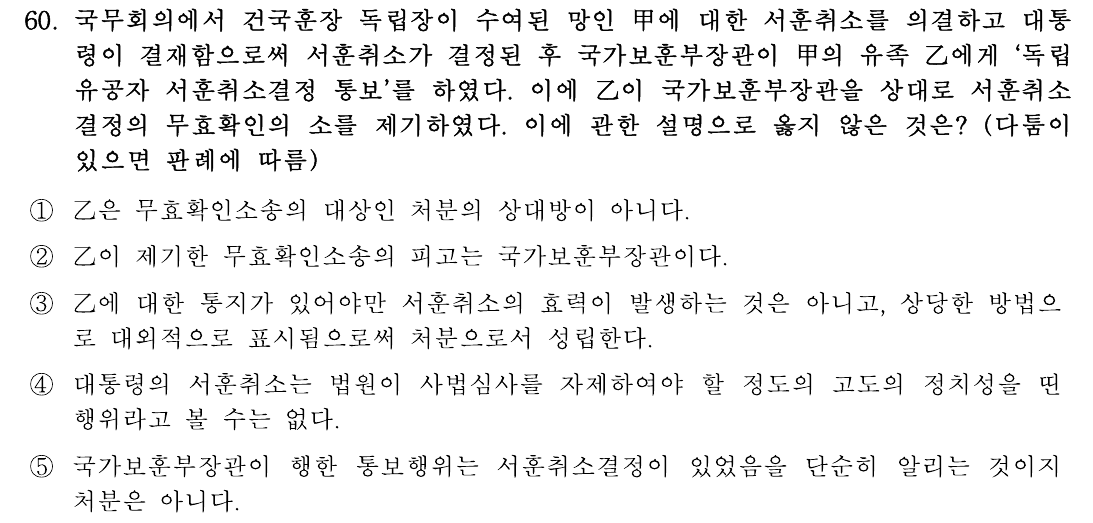 60. 국무회의에서 건국훈장 독립장이 수여된 망인 甲에 대한 서훈취소를 의결하고 대통
령이 결재함으로써 서훈취소가 결정된 후 국가보훈부장관이 甲의 유족 乙에게 ‘독립
유공자 서훈취소결정 통보’를 하였다. 이에 乙이 국가보훈부장관을 상대로 서훈취소
결정의 무효확인의 소를 제기하였다. 이에 관한 설명으로 옳지 않은 것은? (다툼이
있으면 판례에 따름)
① 乙은 무효확인소송의 대상인 처분의 상대방이 아니다.
② 乙이 제기한 무효확인소송의 피고는 국가보훈부장관이다.
③ 乙에 대한 통지가 있어야만 서훈취소의 효력이 발생하는 것은 아니고, 상당한 방법으
로 대외적으로 표시됨으로써 처분으로서 성립한다.
④ 대통령의 서훈취소는 법원이 사법심사를 자제하여야 할 정도의 고도의 정치성을 띤
행위라고 볼 수는 없다.
⑤ 국가보훈부장관이 행한 통보행위는 서훈취소결정이 있었음을 단순히 알리는 것이지
처분은 아니다.